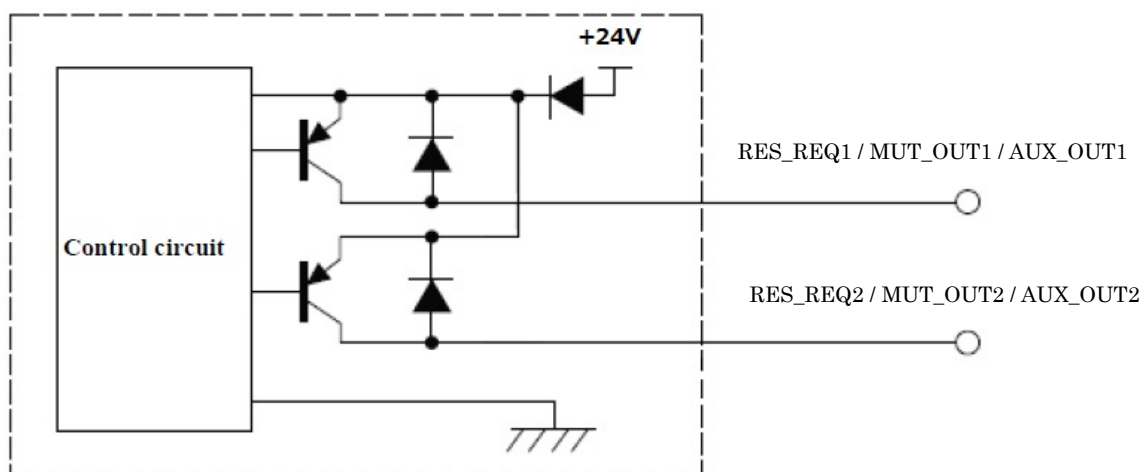 +24V
RES_REQ1 / MUT_OUT1 / AUX_OUT1
Control circuit
RES_REQ2 / MUT_OUT2 / AUX_OUT2